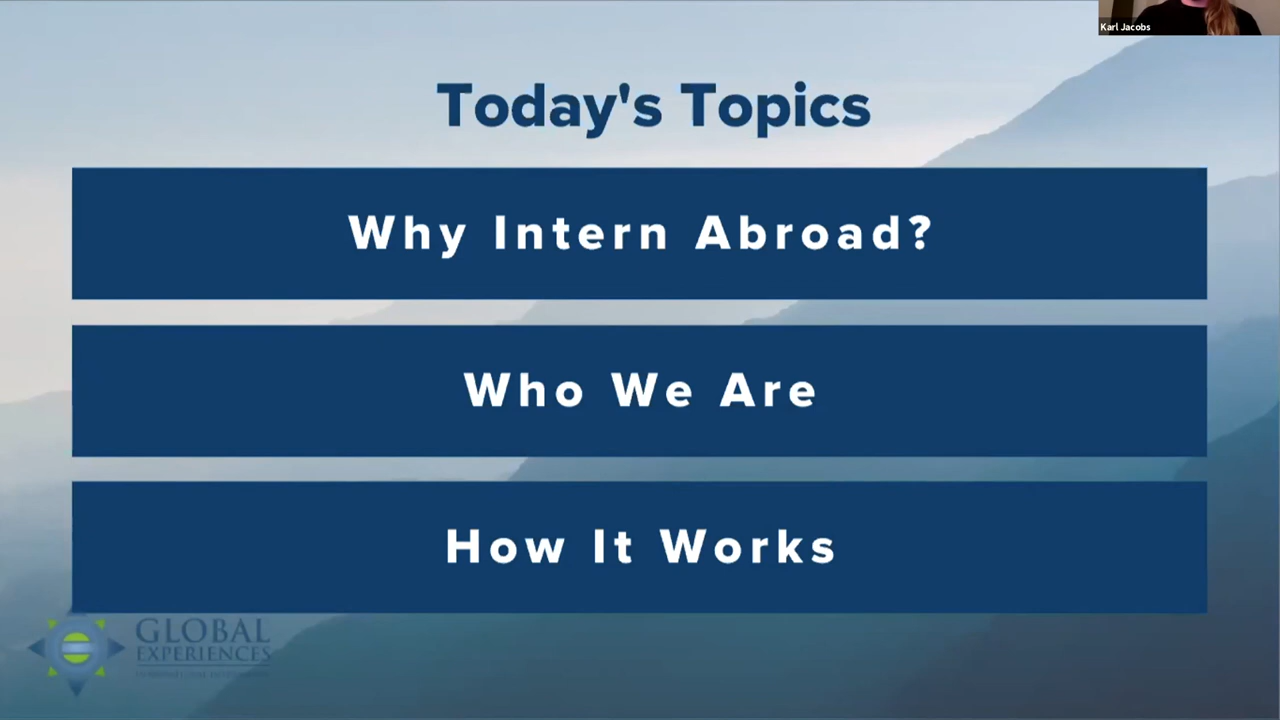 Karl Jacobs
Today's Topics
Why Intern Abroad?
Who We Are
How It Works
GLOBAL
EXPERIENCES